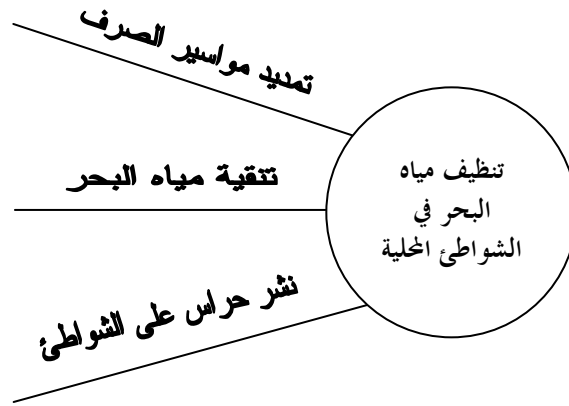 تمديد مواسير الصرف
تنقية مياه البحر
نشر حراس على الشواطئ
تنظيف مياه
البحر في
الشواطئ المحلية